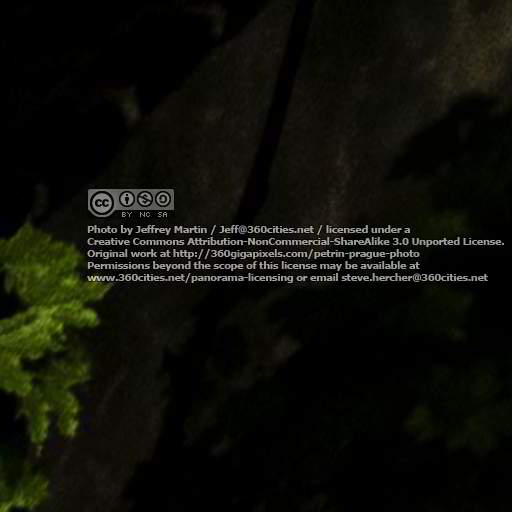 cc
BY NC SA
Photo by Jeffrey Martin / Jeff@360cities.net / licensed under a
Creative Commons Attribution-NonCommercial-ShareAlike 3.0 Unported License.
Original work at http://360gigapixels.com/petrin-prague-photo
Permissions beyond the scope of this license may be available at
www.360cities.net/panorama-licensing or email steve.hercher@360cities.net